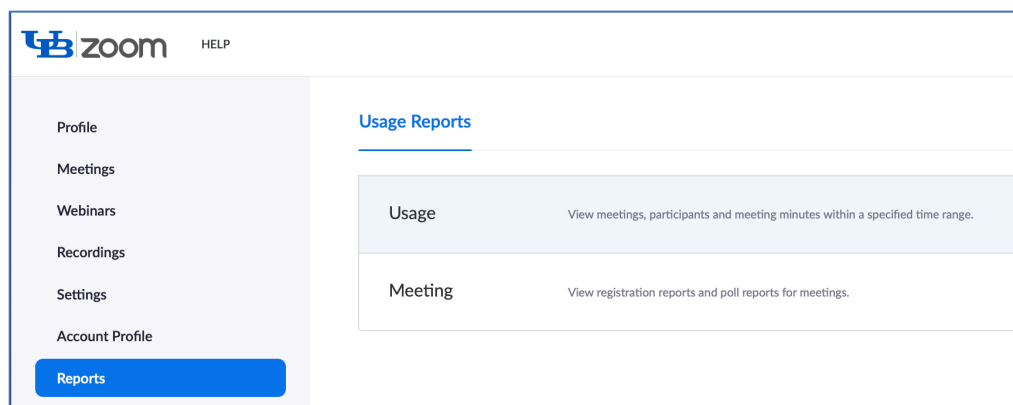 UB zoom HELP
Profile
Meetings
Webinars
Recordings
Settings
Account Profile
Reports
Usage Reports
Usage View meetings, participants and meeting minutes within a specified time range.
Meeting View registration reports and poll reports for meetings.